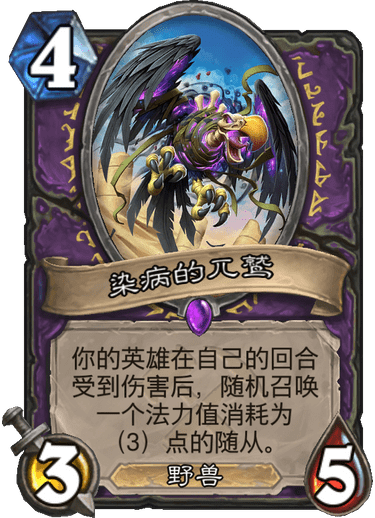 4
染病的兀鹫
你的英雄在自己的回合
受到伤害后，随机召唤
一个法力值消耗为
（3）点的随从。
3
野兽
5